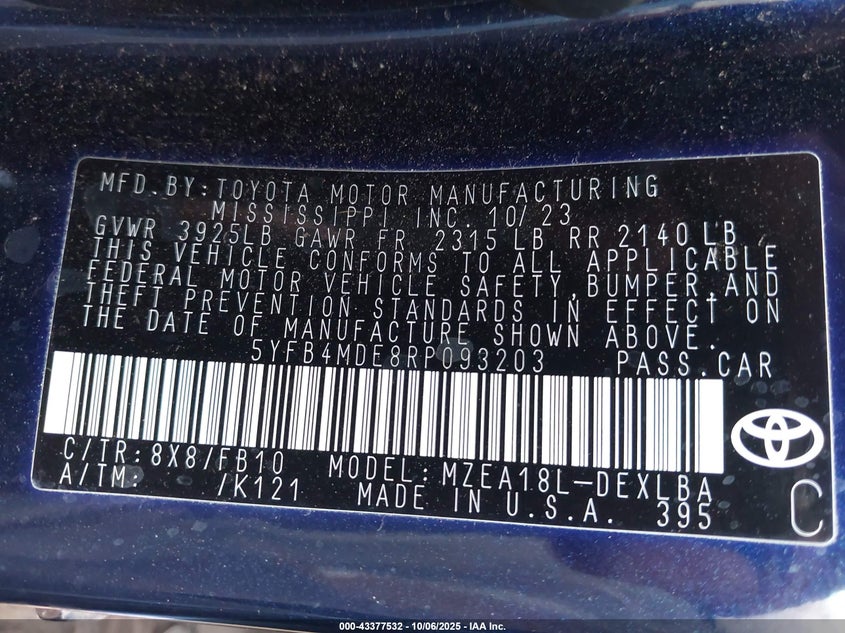 MFD. BY: TOYOTA MOTOR MANUFACTURING
MISSISSIPPI INC. 10/23
GVWR 3925LB GAWR FR 2315 LB RR 2140 LB
THIS VEHICLE CONFORMS TO ALL APPLICABLE
FEDERAL MOTOR VEHICLE SAFETY, BUMPER, AND
THEFT PREVENTION STANDARDS IN EFFECT ON
THE DATE OF MANUFACTURE SHOWN ABOVE.
5YFB4MDE8RP093203 PASS.CAR
C/TR: 8X8/FB10 MODEL: MZEA18L-DEXLBA
A/TM: /K121 MADE IN U.S.A. 395
C
000-43377532 - 10/06/2025 - IAA Inc.